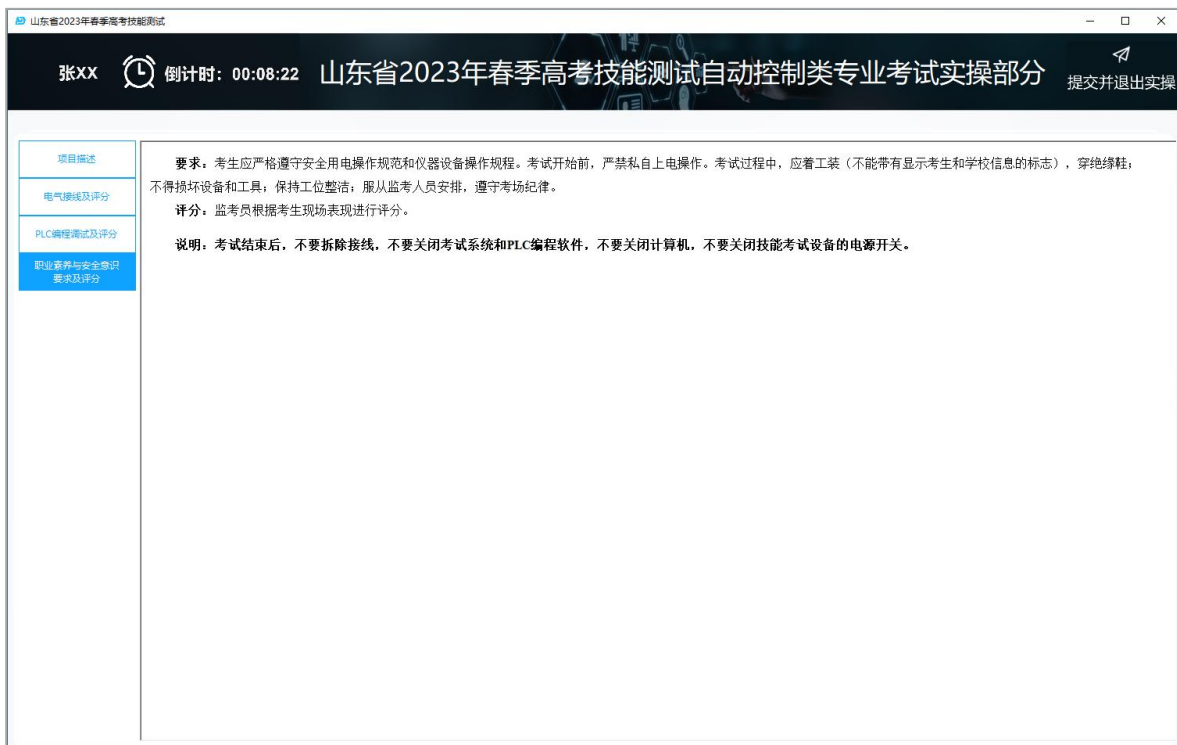 山东省2023年春季高考技能测试
张XX
倒计时：00:08:22
山东省2023年春季高考技能测试自动控制类专业考试实操部分
提交并退出实操
项目描述
电气接线及评分
PLC编程调试及评分
职业素养与安全意识
要求及评分
要求：考生应严格遵守安全用电操作规范和仪器设备操作规程。考试开始前，严禁私自上电操作。考试过程中，应着工装（不能带有显示考生和学校信息的标志），穿绝缘鞋；
不得损坏设备和工具；保持工位整洁；服从监考人员安排，遵守考场纪律。
评分：监考员根据考生现场表现进行评分。
说明：考试结束后，不要拆除接线，不要关闭考试系统和PLC编程软件，不要关闭计算机，不要关闭技能考试设备的电源开关。